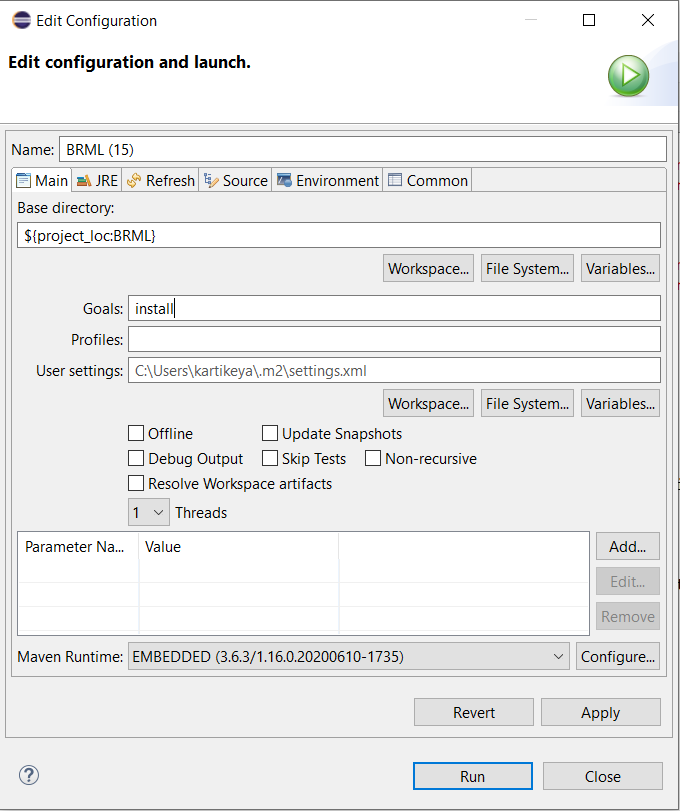 Edit Configuration
Edit configuration and launch.
Name: BRML (15)
Main JRE Refresh Source Environment Common
Base directory:
${project_loc:BRML}
Workspace... File System... Variables...
Goals: install
Profiles:
User settings: C:\Users\kartikeya\.m2\settings.xml
Workspace... File System... Variables...
Offline Update Snapshots
Debug Output Skip Tests Non-recursive
Resolve Workspace artifacts
1 Threads
Parameter Na... Value Add...
Edit...
Remove
Maven Runtime: EMBEDDED (3.6.3/1.16.0.20200610-1735) Configure...
Revert Apply
? Run Close